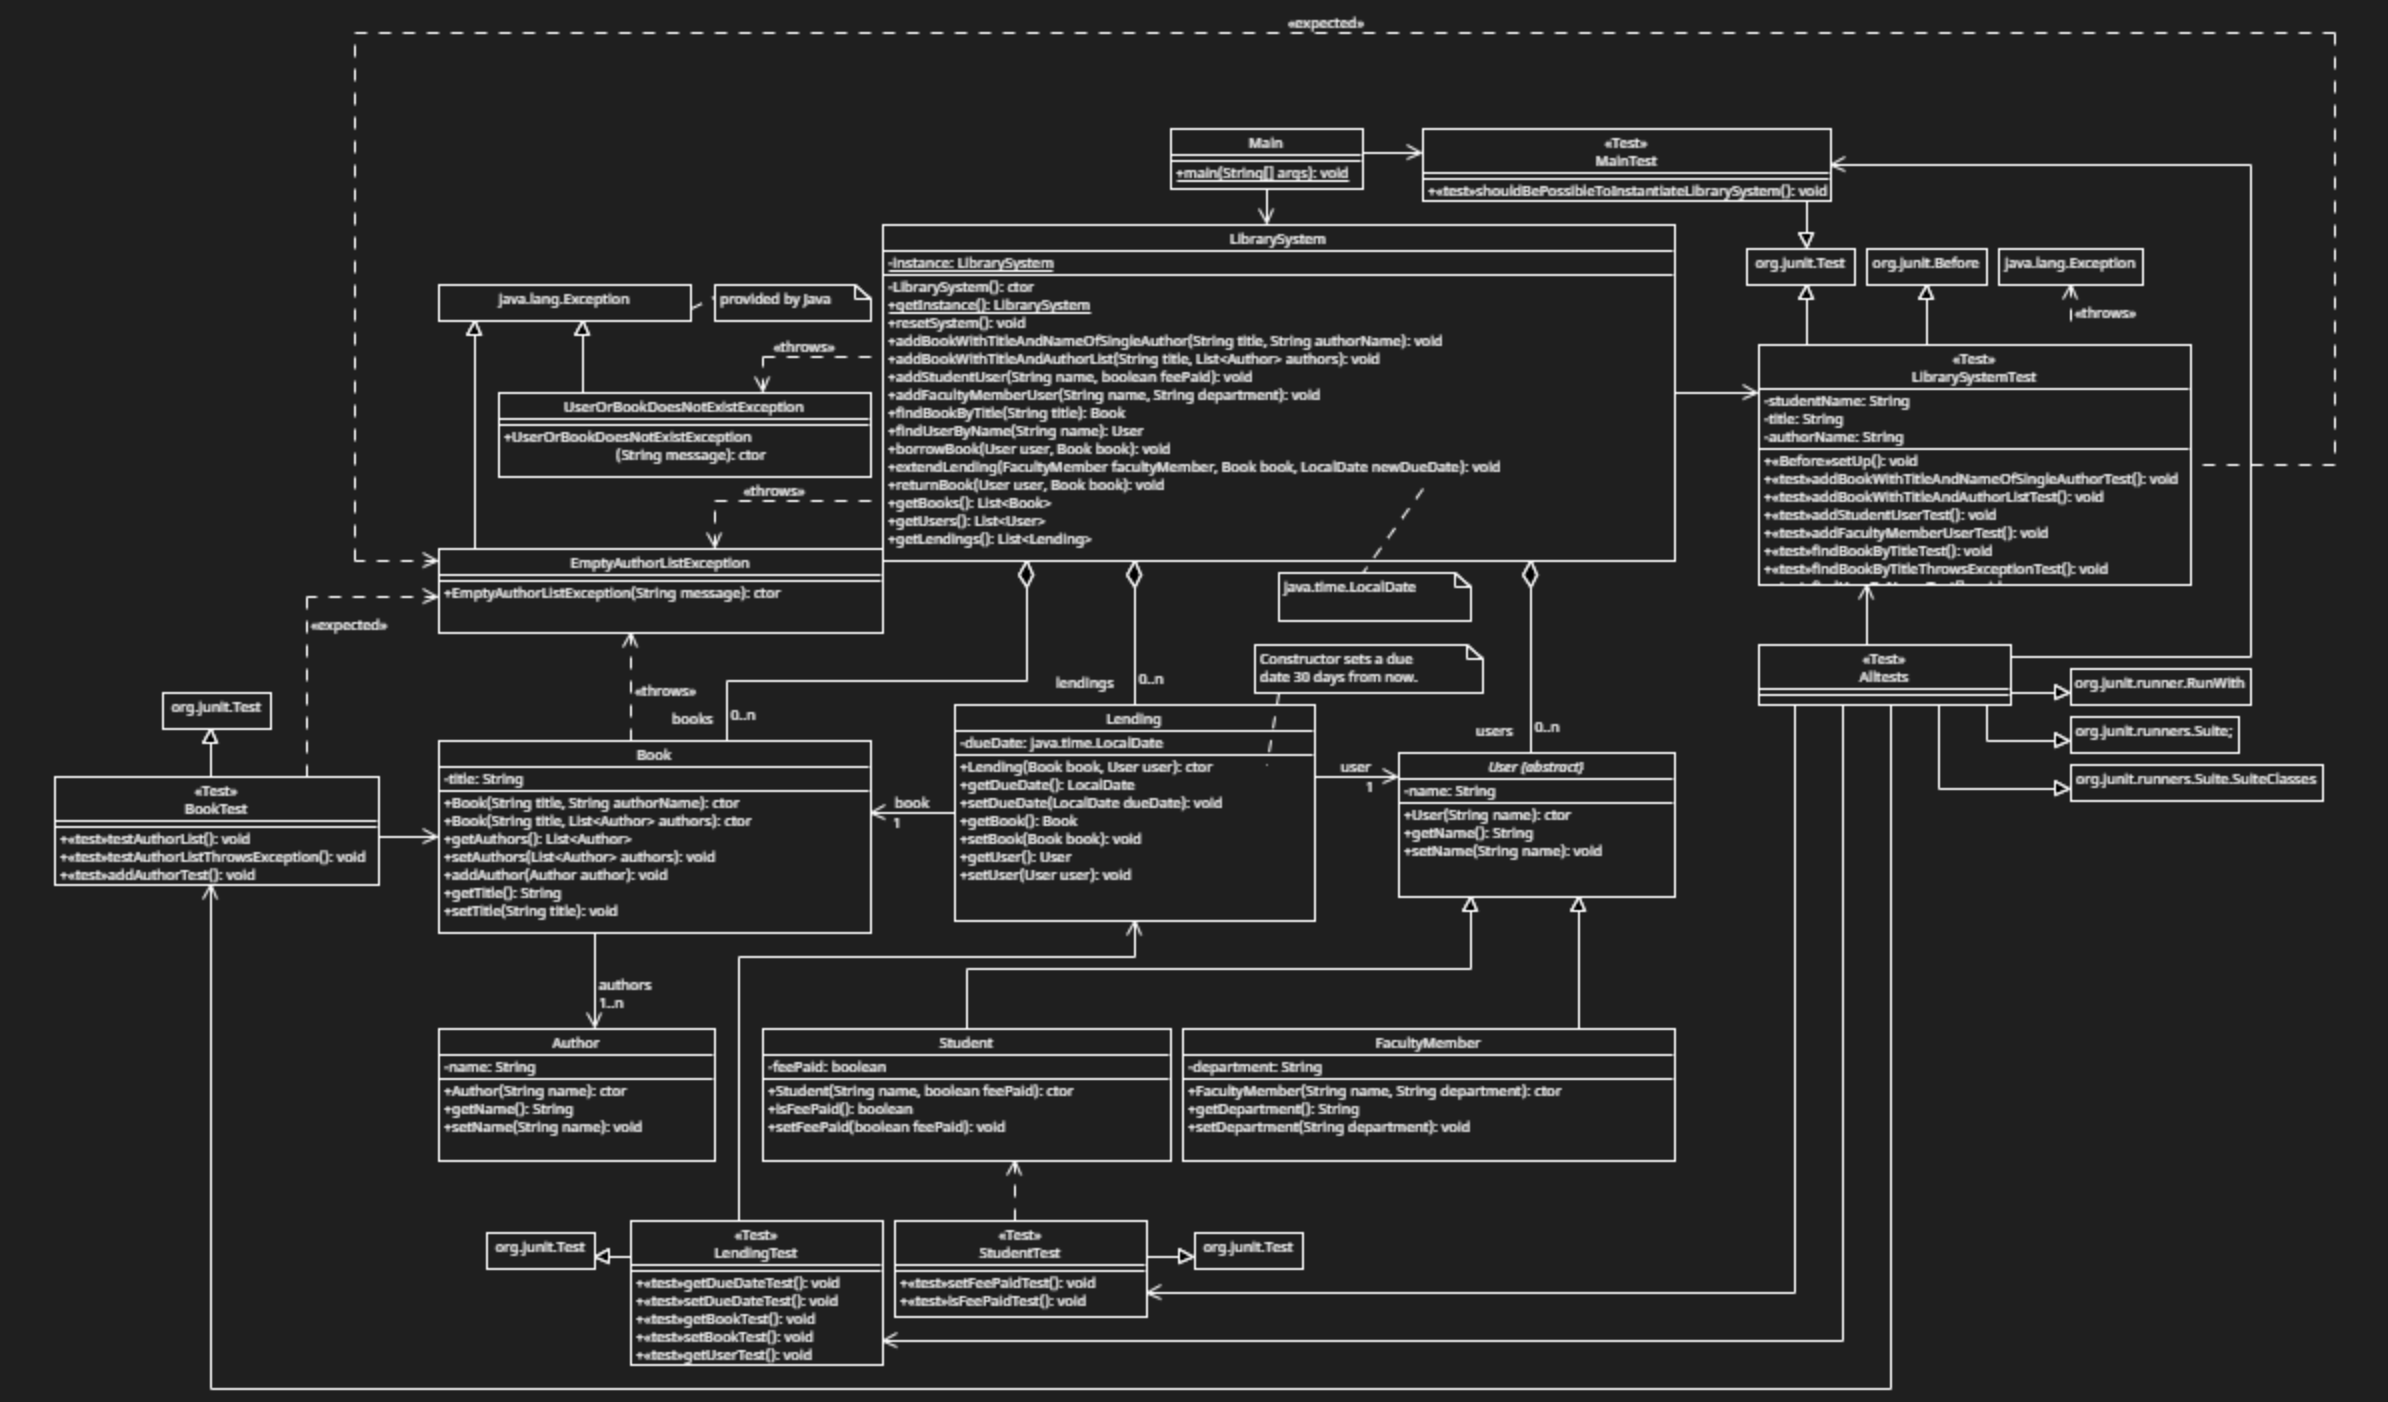 «expected»
Main
+main(String[] args): void
«Test»
MainTest
+«test»shouldBePossibleToInstantiateLibrarySystem(): void
LibrarySystem
-instance: LibrarySystem
-LibrarySystem(): ctor
+getInstance(): LibrarySystem
+resetSystem(): void
+addBookWithTitleAndNameOfSingleAuthor(String title, String authorName): void
+addBookWithTitleAndAuthorList(String title, List<Author> authors): void
+addStudentUser(String name, boolean feePaid): void
+addFacultyMemberUser(String name, String department): void
+findBookByTitle(String title): Book
+findUserByName(String name): User
+borrowBook(User user, Book book): void
+extendLending(FacultyMember facultyMember, Book book, LocalDate newDueDate): void
+returnBook(User user, Book book): void
+getBooks(): List<Book>
+getUsers(): List<User>
+getLendings(): List<Lending>
org.junit.Test
org.junit.Before
java.lang.Exception
«throws»
java.lang.Exception
provided by Java
«throws»
UserOrBookDoesNotExistException
+UserOrBookDoesNotExistException
(String message): ctor
«throws»
EmptyAuthorListException
+EmptyAuthorListException(String message): ctor
«Test»
LibrarySystemTest
-studentName: String
-title: String
-authorName: String
+«Before»setUp(): void
+«test»addBookWithTitleAndNameOfSingleAuthorTest(): void
+«test»addBookWithTitleAndAuthorListTest(): void
+«test»addStudentUserTest(): void
+«test»addFacultyMemberUserTest(): void
+«test»findBookByTitleTest(): void
+«test»findBookByTitleThrowsExceptionTest(): void
java.time.LocalDate
«expected»
Constructor sets a due
date 30 days from now.
«Test»
Alltests
org.junit.runner.RunWith
org.junit.runners.Suite;
org.junit.runners.Suite.SuiteClasses
org.junit.Test
«throws»
books
0..n
lendings
0..n
users
0..n
«Test»
BookTest
+«test»testAuthorList(): void
+«test»testAuthorListThrowsException(): void
+«test»addAuthorTest(): void
Book
-title: String
+Book(String title, String authorName): ctor
+Book(String title, List<Author> authors): ctor
+getAuthors(): List<Author>
+setAuthors(List<Author> authors): void
+addAuthor(Author author): void
+getTitle(): String
+setTitle(String title): void
book
1
Lending
-dueDate: java.time.LocalDate
+Lending(Book book, User user): ctor
+getDueDate(): LocalDate
+setDueDate(LocalDate dueDate): void
+getBook(): Book
+setBook(Book book): void
+getUser(): User
+setUser(User user): void
user
1
User {abstract}
-name: String
+User(String name): ctor
+getName(): String
+setName(String name): void
authors
1..n
Author
-name: String
+Author(String name): ctor
+getName(): String
+setName(String name): void
Student
-feePaid: boolean
+Student(String name, boolean feePaid): ctor
+isFeePaid(): boolean
+setFeePaid(boolean feePaid): void
FacultyMember
-department: String
+FacultyMember(String name, String department): ctor
+getDepartment(): String
+setDepartment(String department): void
org.junit.Test
«Test»
LendingTest
+«test»getDueDateTest(): void
+«test»setDueDateTest(): void
+«test»getBookTest(): void
+«test»setBookTest(): void
+«test»getUserTest(): void
«Test»
StudentTest
+«test»setFeePaidTest(): void
+«test»isFeePaidTest(): void
org.junit.Test